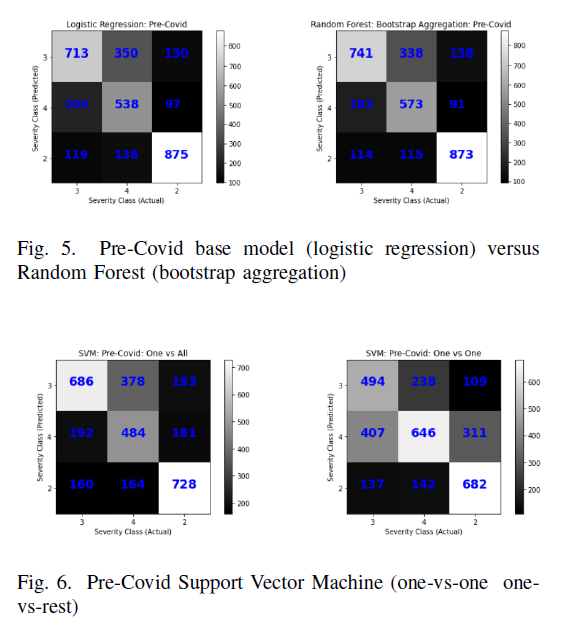 Logistic Regression: Pre-Covid
Random Forest: Bootstrap Aggregation: Pre-Covid
Severity Class (Predicted)
3
4
2
713 350 130
206 538 97
119 138 875
3 4 2
Severity Class (Actual)
800
700
600
500
400
300
200
100
Severity Class (Predicted)
3
4
2
741 338 138
183 573 91
114 115 873
3 4 2
Severity Class (Actual)
800
700
600
500
400
300
200
100
Fig. 5. Pre-Covid base model (logistic regression) versus
Random Forest (bootstrap aggregation)
SVM: Pre-Covid: One vs All
SVM: Pre-Covid: One vs One
Severity Class (Predicted)
3
4
2
686 378 193
192 484 181
160 164 728
3 4 2
Severity Class (Actual)
700
600
500
400
300
200
Severity Class (Predicted)
3
4
2
494 238 109
407 646 311
137 142 682
3 4 2
Severity Class (Actual)
600
500
400
300
200
Fig. 6. Pre-Covid Support Vector Machine (one-vs-one one-
vs-rest)